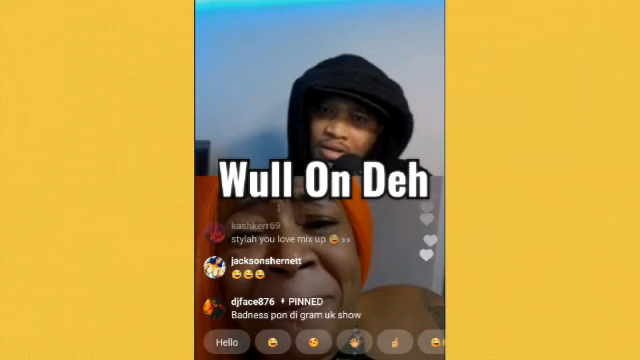 Wull On Deh
kashkerr69
stylah you love mix up 😂👀
jacksonshernett
😂😂😂
djface876 📍 PINNED
Badness pon di gram uk show
Hello